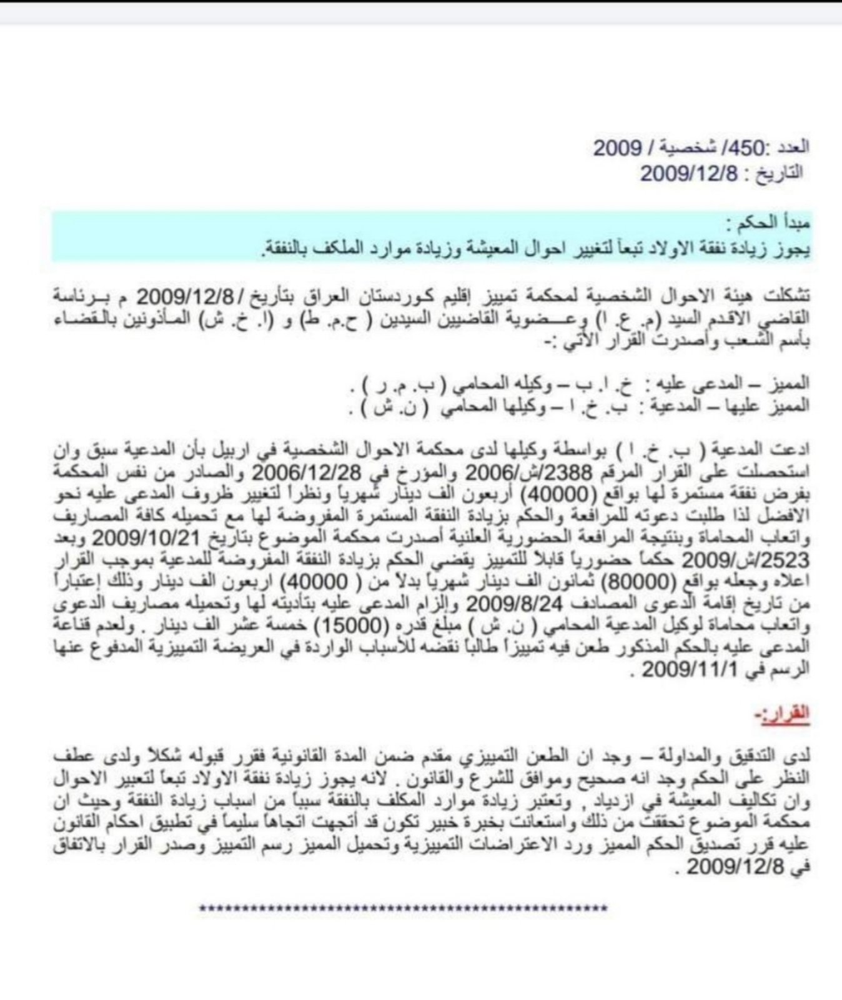 العدد :450/ شخصية / 2009
التاريخ : 2009/12/8
مبدأ الحكم :
يجوز زيادة نفقة الاولاد تبعاً لتغيير احوال المعيشة وزيادة موارد الملكف بالنفقة.
تشكلت هيئة الاحوال الشخصية لمحكمة تمييز إقليم كوردستان العراق بتأريخ /2009/12/8 م برئاسة
القاضي الاقدم السيد (م. ع. ا) وعضوية القاضيين السيدين ( ح.م. ط) و (ا. خ. ش) المأذونين بالقضاء
بأسم الشعب وأصدرت القرار الأتي :-
المميز – المدعى عليه : خ. ا. ب – وكيله المحامي ( ب. م. ر ) .
المميز عليها – المدعية : ب. خ. ا – وكيلها المحامي ( ن. ش ) .
ادعت المدعية ( ب. خ. ا ) بواسطة وكيلها لدى محكمة الاحوال الشخصية في اربيل بأن المدعية سبق وان
استحصلت على القرار المرقم 2388/ش/2006 والمؤرخ في 2006/12/28 والصادر من نفس المحكمة
بفرض نفقة مستمرة لها بواقع (40000) أربعون الف دينار شهرياً ونظراً لتغيير ظروف المدعى عليه نحو
الافضل لذا طلبت دعوته للمرافعة والحكم بزيادة النفقة المستمرة المفروضة لها مع تحميله كافة المصاريف
واتعاب المحاماة وبنتيجة المرافعة الحضورية العلنية أصدرت محكمة الموضوع بتاريخ 2009/10/21 وبعد
2523/ش/2009 حكماً حضورياً قابلاً للتمييز يقضي الحكم بزيادة النفقة المفروضة للمدعية بموجب القرار
اعلاه وجعله بواقع (80000) ثمانون الف دينار شهرياً بدلاً من ( 40000) اربعون الف دينار وذلك إعتباراً
من تاريخ إقامة الدعوى المصادف 2009/8/24 وإلزام المدعى عليه بتأديته لها وتحميله مصاريف الدعوى
واتعاب محاماة لوكيل المدعية المحامي ( ن. ش ) مبلغ قدره (15000) خمسة عشر الف دينار . ولعدم قناعة
المدعى عليه بالحكم المذكور طعن فيه تمييزاً طالباً نقضه للأسباب الواردة في العريضة التمييزية المدفوع عنها
الرسم في 2009/11/1 .
القرار:-
لدى التدقيق والمداولة – وجد ان الطعن التمييزي مقدم ضمن المدة القانونية فقرر قبوله شكلا ولدى عطف
النظر على الحكم وجد انه صحيح وموافق للشرع والقانون . لانه يجوز زيادة نفقة الاولاد تبعاً لتعبير الاحوال
وان تكاليف المعيشة في ازدياد , وتعتبر زيادة موارد المكلف بالنفقة سبباً من اسباب زيادة النفقة وحيث ان
محكمة الموضوع تحققت من ذلك واستعانت بخبرة خبير تكون قد أتجهت اتجاهاً سليماً في تطبيق احكام القانون
عليه قرر تصديق الحكم المميز ورد الاعتراضات التمييزية وتحميل المميز رسم التمييز وصدر القرار بالاتفاق
في 2009/12/8 .
************************************************